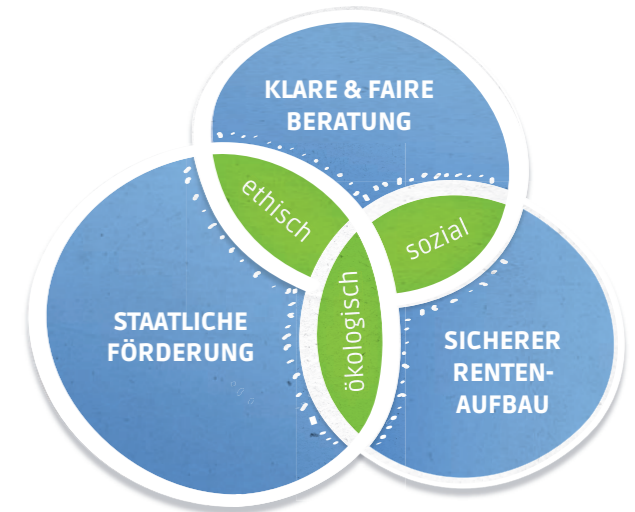 KLARE & FAIRE
BERATUNG
ethisch
sozial
ökologisch
STAATLICHE
FÖRDERUNG
SICHERER
RENTEN-
AUFBAU